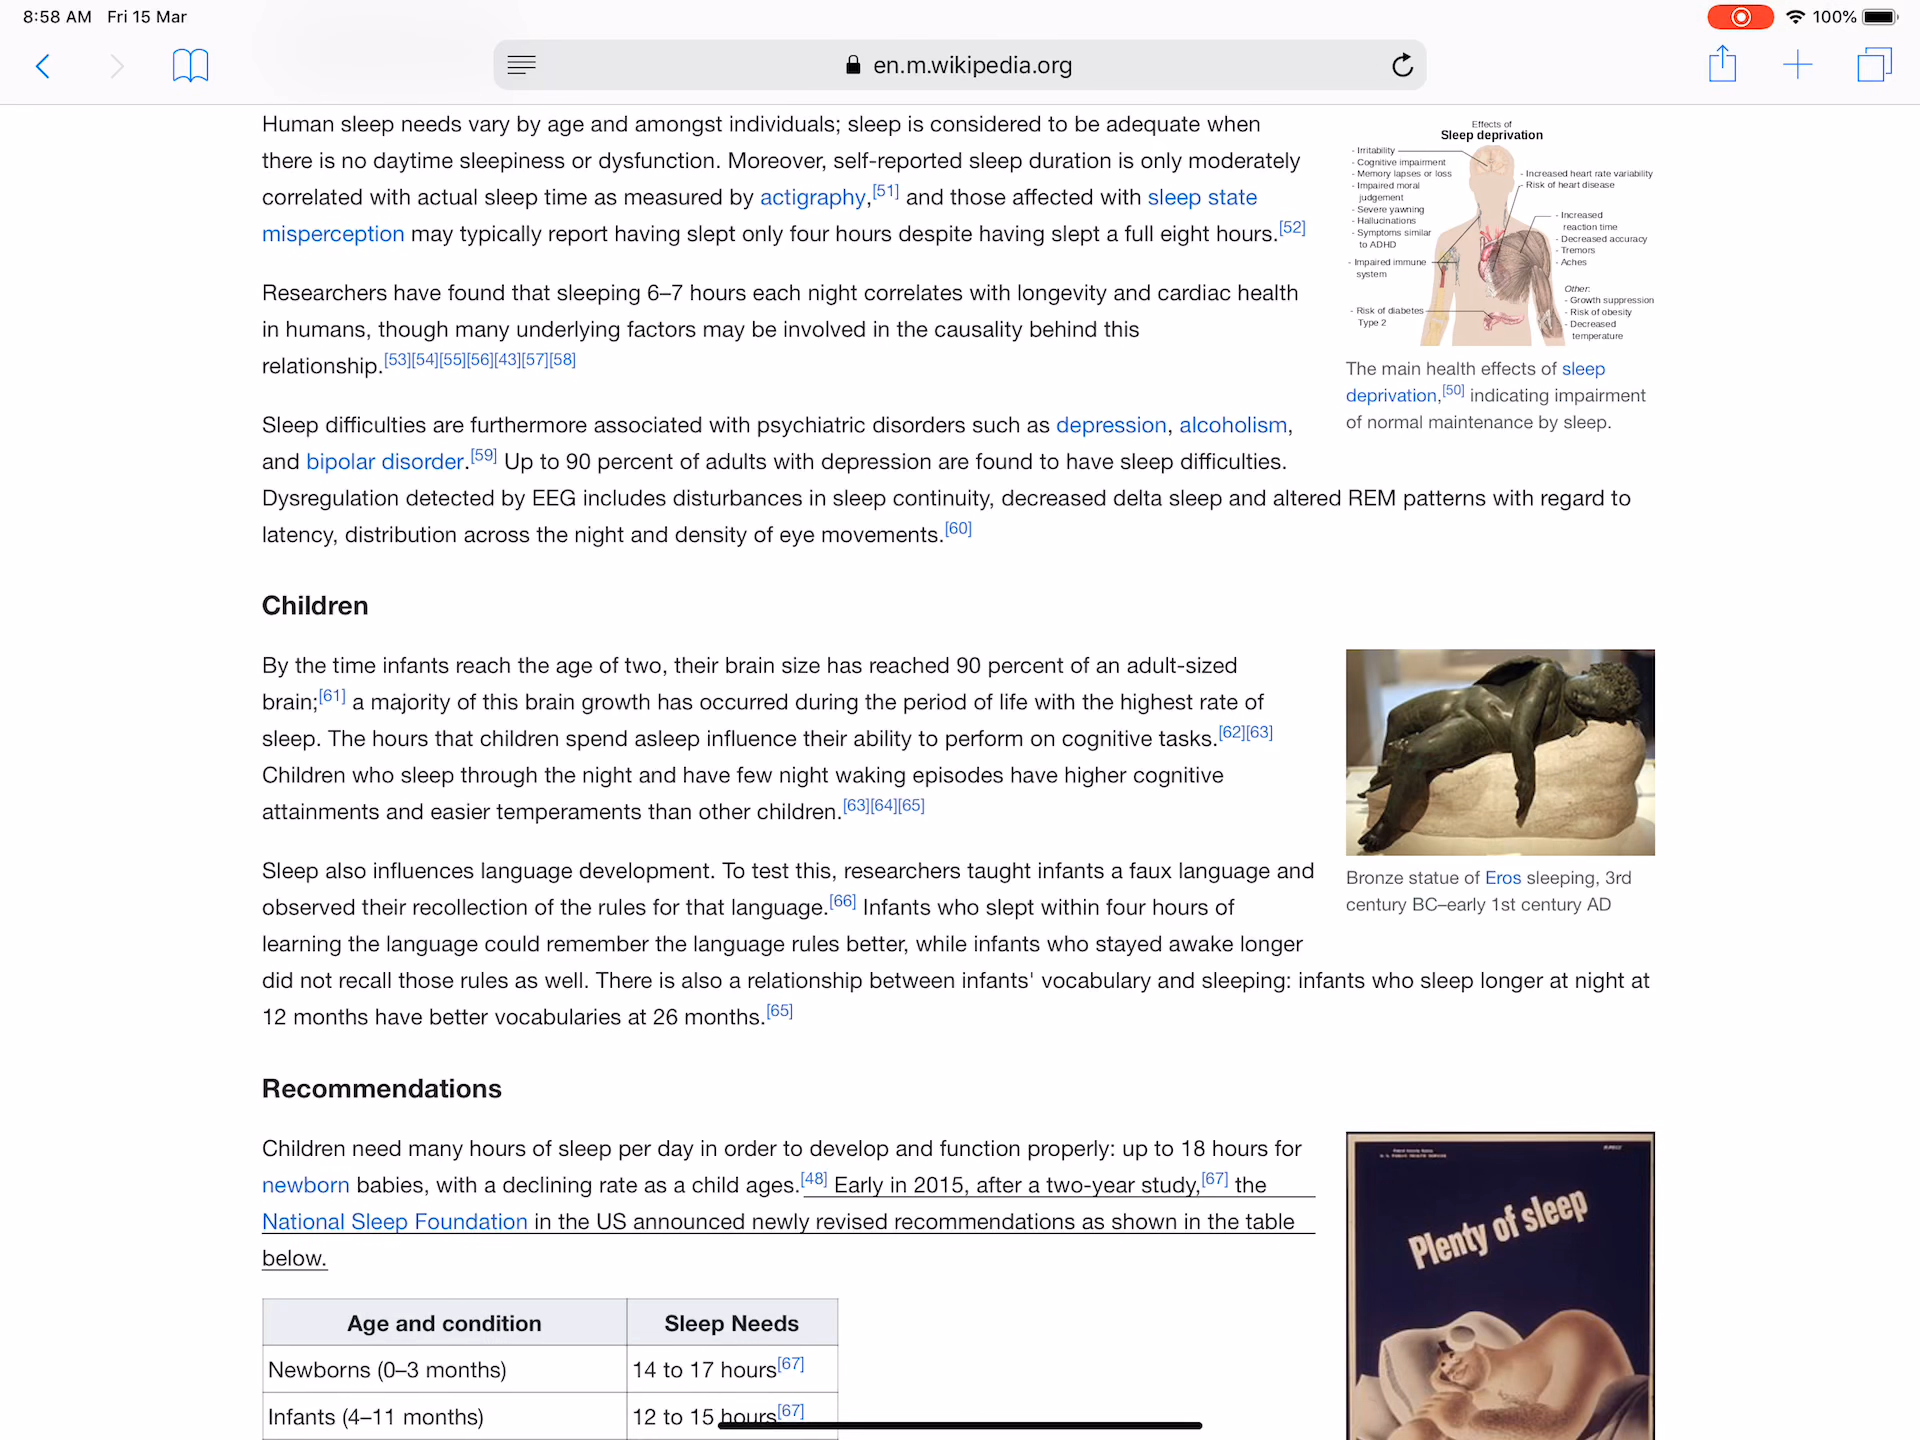 8:58 AM Fri 15 Mar
100%
en.m.wikipedia.org
Human sleep needs vary by age and amongst individuals; sleep is considered to be adequate when
there is no daytime sleepiness or dysfunction. Moreover, self-reported sleep duration is only moderately
correlated with actual sleep time as measured by actigraphy,[51] and those affected with sleep state
misperception may typically report having slept only four hours despite having slept a full eight hours.[52]
Researchers have found that sleeping 6–7 hours each night correlates with longevity and cardiac health
in humans, though many underlying factors may be involved in the causality behind this
relationship.[53][54][55][56][43][57][58]
Sleep difficulties are furthermore associated with psychiatric disorders such as depression, alcoholism,
and bipolar disorder.[59] Up to 90 percent of adults with depression are found to have sleep difficulties.
Dysregulation detected by EEG includes disturbances in sleep continuity, decreased delta sleep and altered REM patterns with regard to
latency, distribution across the night and density of eye movements.[60]
Effects of
Sleep deprivation
- Irritability
- Cognitive impairment
- Memory lapses or loss
- Impaired moral
judgement
- Severe yawning
- Hallucinations
- Symptoms similar
to ADHD
- Impaired immune
system
- Risk of diabetes
Type 2
- Increased heart rate variability
- Risk of heart disease
- Increased
reaction time
- Decreased accuracy
- Tremors
- Aches
Other:
- Growth suppression
- Risk of obesity
- Decreased
temperature
The main health effects of sleep
deprivation,[50] indicating impairment
of normal maintenance by sleep.
Children
By the time infants reach the age of two, their brain size has reached 90 percent of an adult-sized
brain;[61] a majority of this brain growth has occurred during the period of life with the highest rate of
sleep. The hours that children spend asleep influence their ability to perform on cognitive tasks.[62][63]
Children who sleep through the night and have few night waking episodes have higher cognitive
attainments and easier temperaments than other children.[63][64][65]
Sleep also influences language development. To test this, researchers taught infants a faux language and
observed their recollection of the rules for that language.[66] Infants who slept within four hours of
learning the language could remember the language rules better, while infants who stayed awake longer
did not recall those rules as well. There is also a relationship between infants' vocabulary and sleeping: infants who sleep longer at night at
12 months have better vocabularies at 26 months.[65]
Bronze statue of Eros sleeping, 3rd
century BC–early 1st century AD
Recommendations
Children need many hours of sleep per day in order to develop and function properly: up to 18 hours for
newborn babies, with a declining rate as a child ages.[48] Early in 2015, after a two-year study,[67] the
National Sleep Foundation in the US announced newly revised recommendations as shown in the table
below.
Age and condition Sleep Needs
Newborns (0–3 months) 14 to 17 hours[67]
Infants (4–11 months) 12 to 15 hours[67]
Plenty of sleep